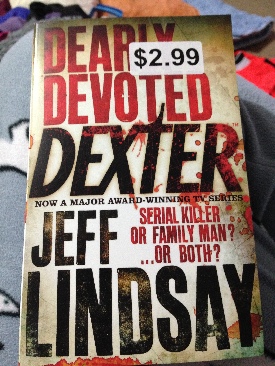 DEARLY
$2.99
DEVOTED
DEXTER
NOW A MAJOR AWARD-WINNING TV SERIES
JEFF
SERIAL KILLER
OR FAMILY MAN?
...OR BOTH?
LINDSAY